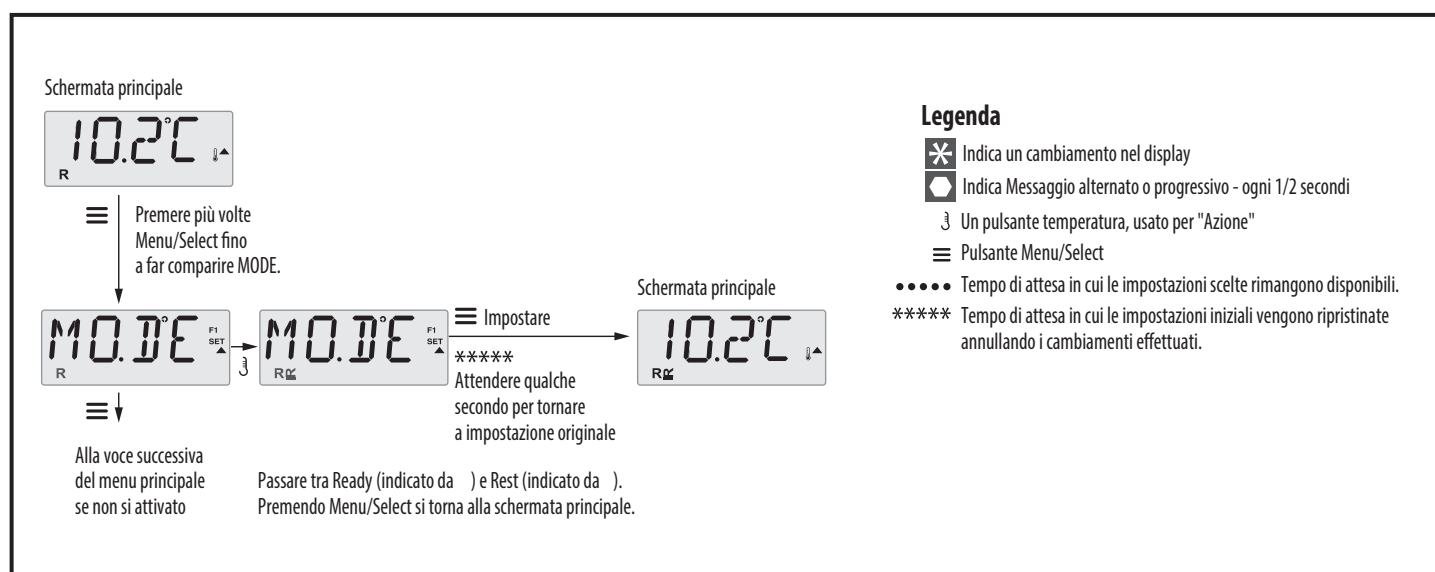 Schermata principale
10.2°C
R
Premere più volte
Menu/Select fino
a far comparire MODE.
MO.DE
F1
SET
R
MO.DE
F1
SET
RR
Impostare
*****
Attendere qualche
secondo per tornare
a impostazione originale
Schermata principale
10.2°C
RR
Alla voce successiva
del menu principale
se non si attivato
Passare tra Ready (indicato da    ) e Rest (indicato da   ).
Premendo Menu/Select si torna alla schermata principale.
Legenda
Indica un cambiamento nel display
Indica Messaggio alternato o progressivo - ogni 1/2 secondi
Un pulsante temperatura, usato per "Azione"
Pulsante Menu/Select
••••• Tempo di attesa in cui le impostazioni scelte rimangono disponibili.
***** Tempo di attesa in cui le impostazioni iniziali vengono ripristinate
annullando i cambiamenti effettuati.